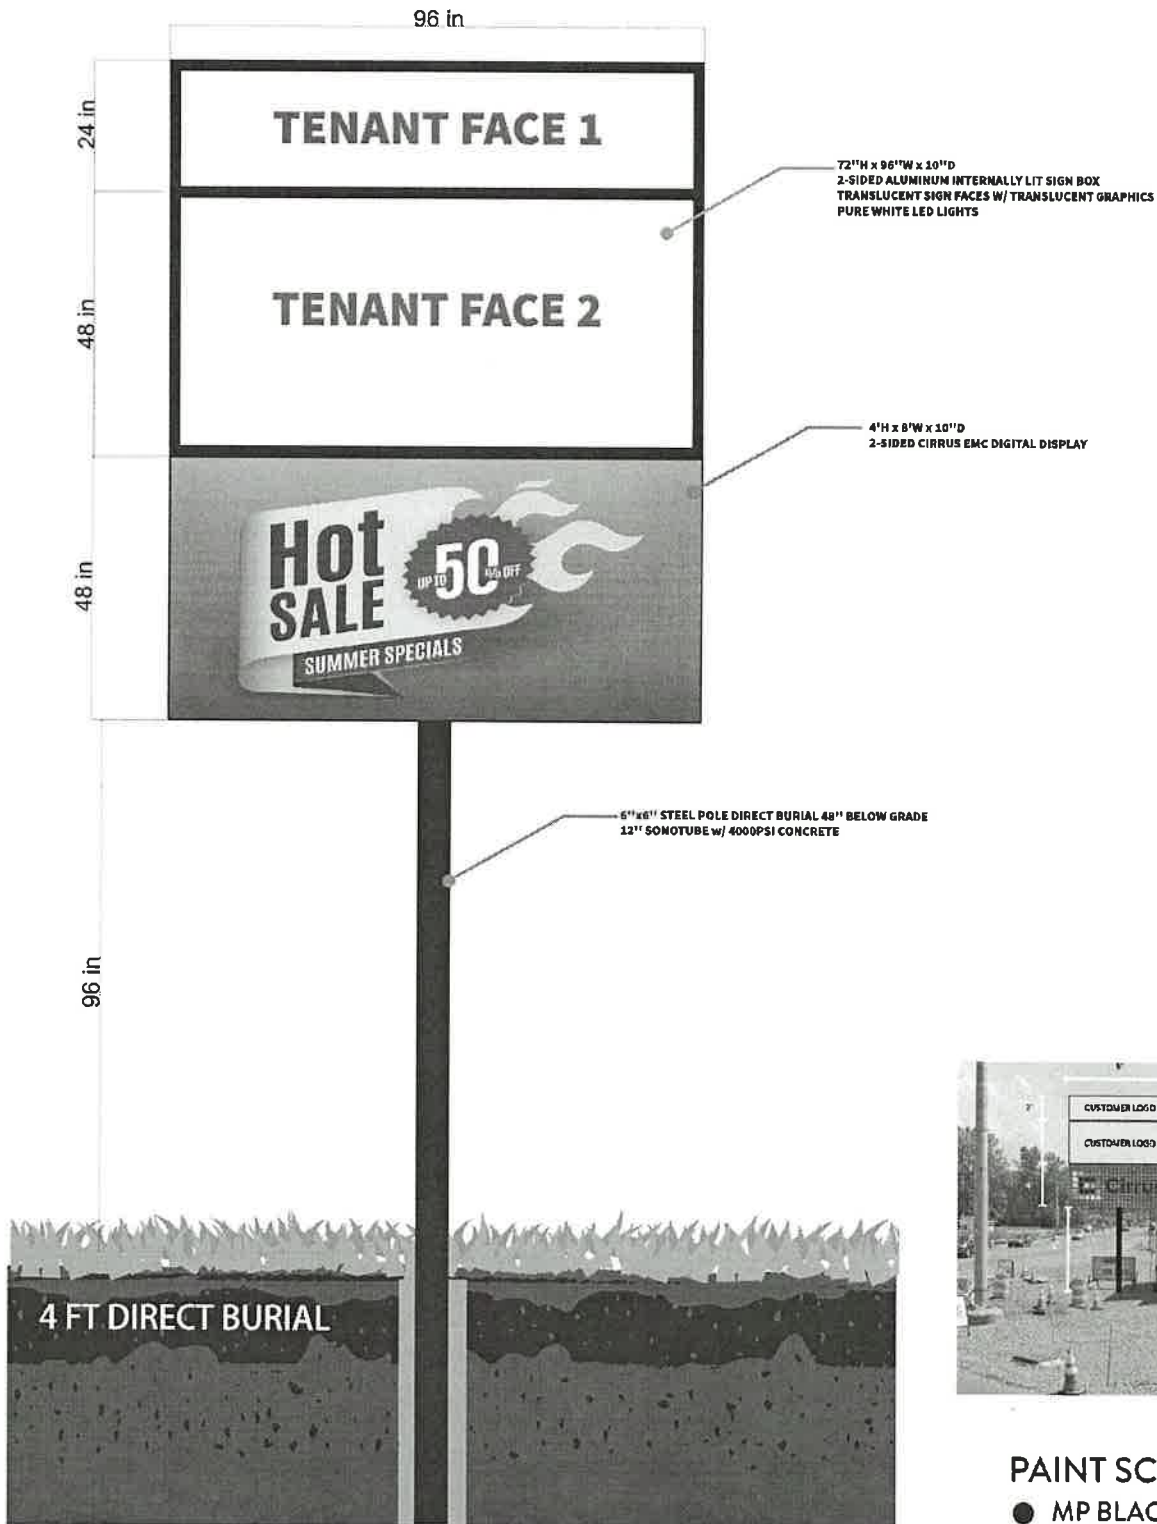 96 in
24 in
TENANT FACE 1
72"H x 96"W x 10"D
2-SIDED ALUMINUM INTERNALLY LIT SIGN BOX
TRANSLUCENT SIGN FACES W/ TRANSLUCENT GRAPHICS
PURE WHITE LED LIGHTS
48 in
TENANT FACE 2
4'H x 8'W x 10"D
2-SIDED CIRRUS EMC DIGITAL DISPLAY
48 in
Hot
SALE
UP TO 50% OFF
SUMMER SPECIALS
6"x6" STEEL POLE DIRECT BURIAL 48" BELOW GRADE
12" SONOTUBE w/ 4000PSI CONCRETE
96 in
CUSTOMER LOGO
CUSTOMER LOGO
4 FT DIRECT BURIAL
PAINT SC
MP BLAC